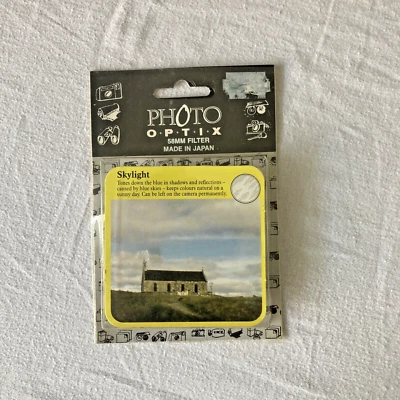 PHOTO
OPTIX
58MM FILTER
MADE IN JAPAN
Skylight
Tones down the blue in shadows and reflections –
caused by blue skies – keeps colours natural on a
sunny day. Can be left on the camera permanently.